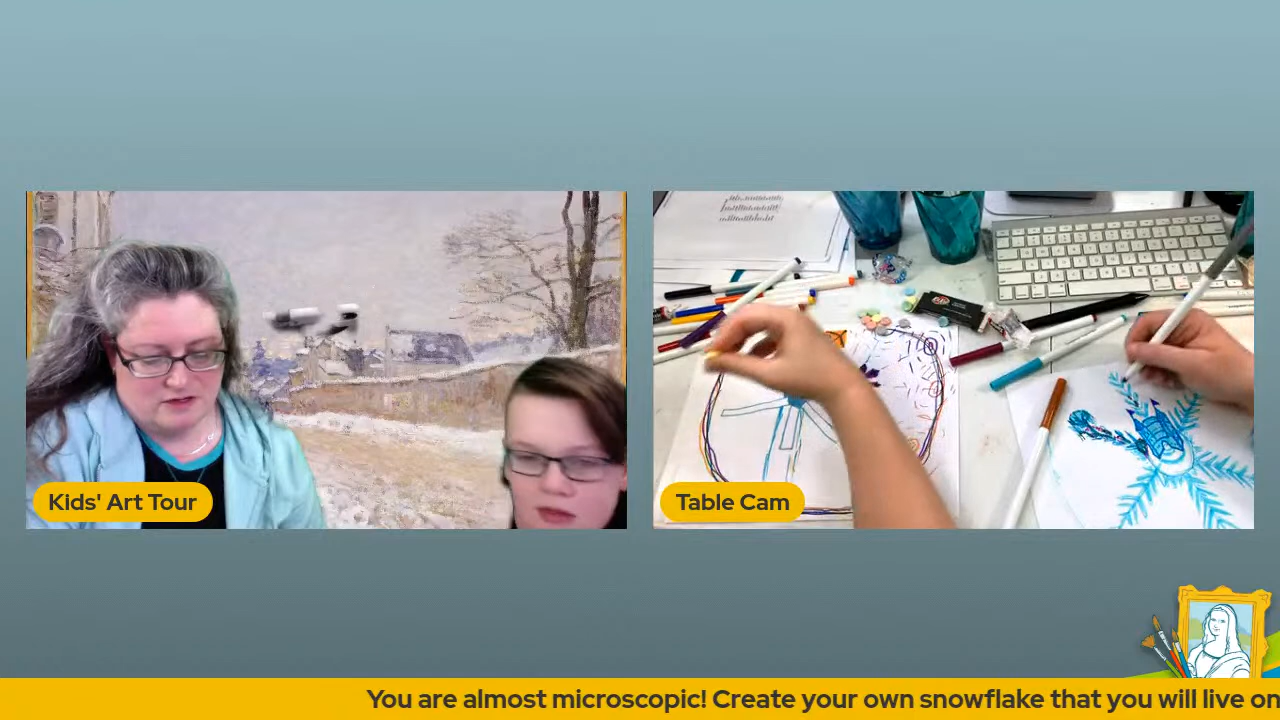 Kids' Art Tour
Table Cam
You are almost microscopic! Create your own snowflake that you will live on